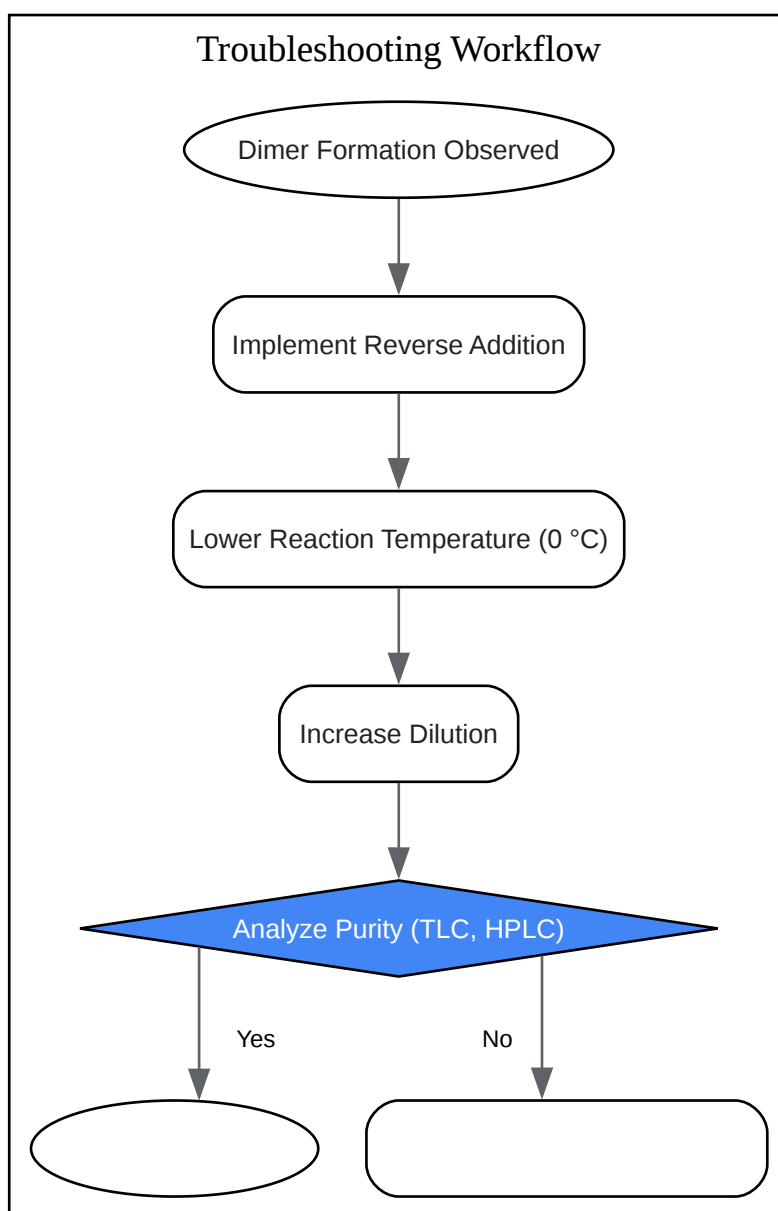 Troubleshooting Workflow
Dimer Formation Observed
Implement Reverse Addition
Lower Reaction Temperature (0 °C)
Increase Dilution
Analyze Purity (TLC, HPLC)
Yes
No